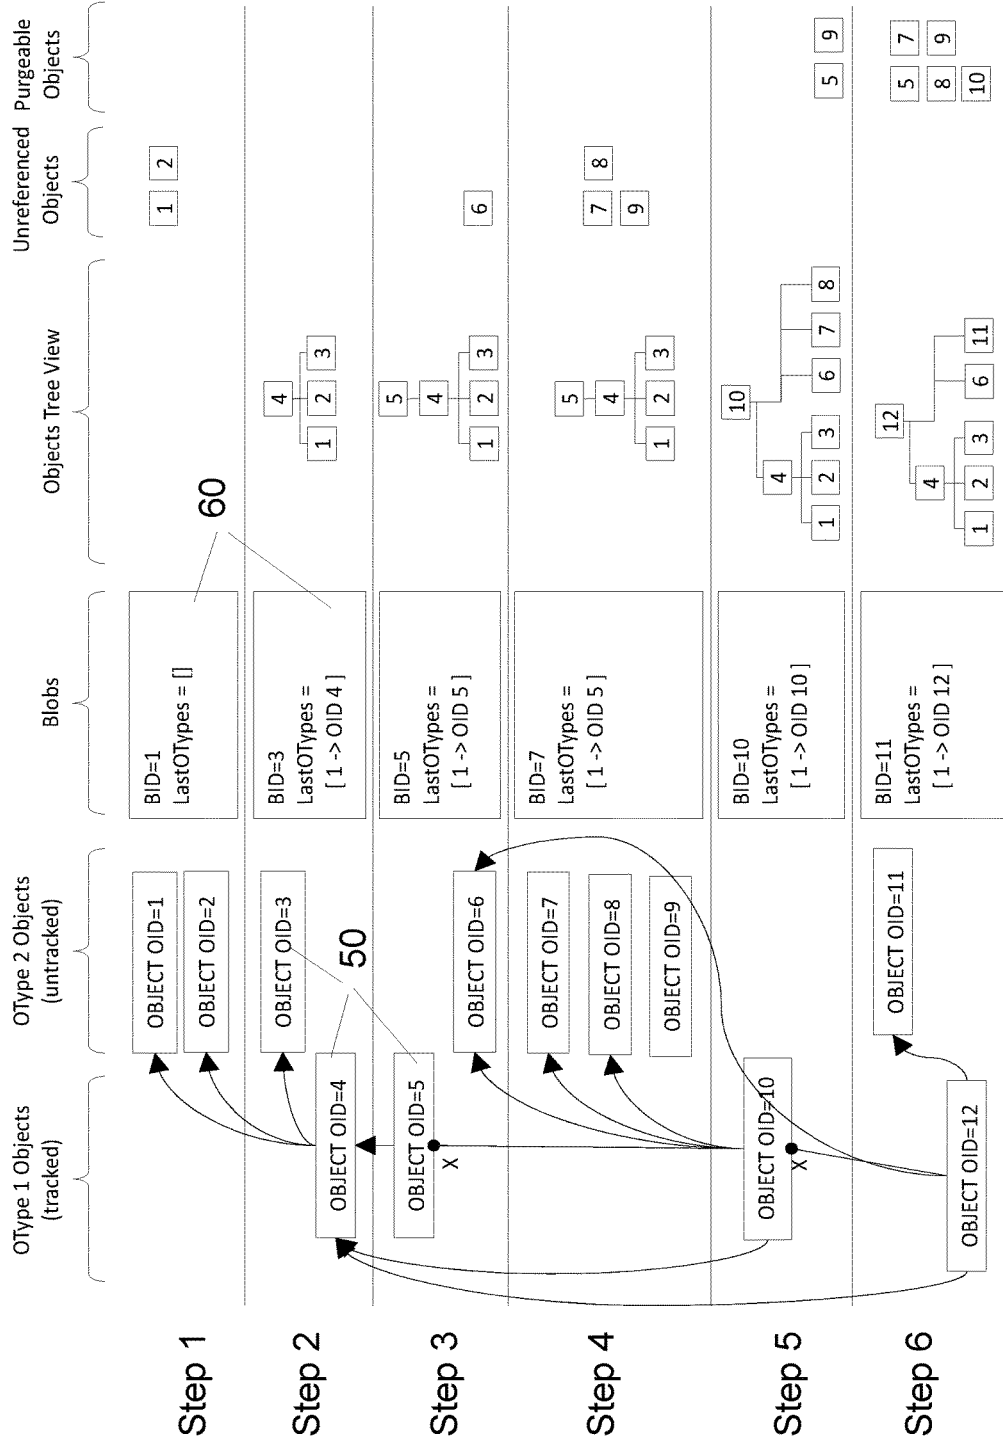 OType 1 Objects
(tracked)
OType 2 Objects
(untracked)
Blobs
Objects Tree View
Unreferenced
Objects
Purgeable
Objects
Step 1
OBJECT OID=1
OBJECT OID=2
BID=1
LastOTypes = []
60
1
2
Step 2
OBJECT OID=4
OBJECT OID=3
50
BID=3
LastOTypes =
[ 1 -> OID 4 ]
4
1
2
3
Step 3
OBJECT OID=5
X
OBJECT OID=6
BID=5
LastOTypes =
[ 1 -> OID 5 ]
5
4
1
2
3
6
Step 4
OBJECT OID=7
OBJECT OID=8
OBJECT OID=9
BID=7
LastOTypes =
[ 1 -> OID 5 ]
5
4
1
2
3
7
8
9
Step 5
OBJECT OID=10
X
BID=10
LastOTypes =
[ 1 -> OID 10 ]
10
4
1
2
3
6
7
8
5
9
Step 6
OBJECT OID=12
OBJECT OID=11
BID=11
LastOTypes =
[ 1 -> OID 12 ]
12
4
1
2
3
6
11
5
7
8
9
10